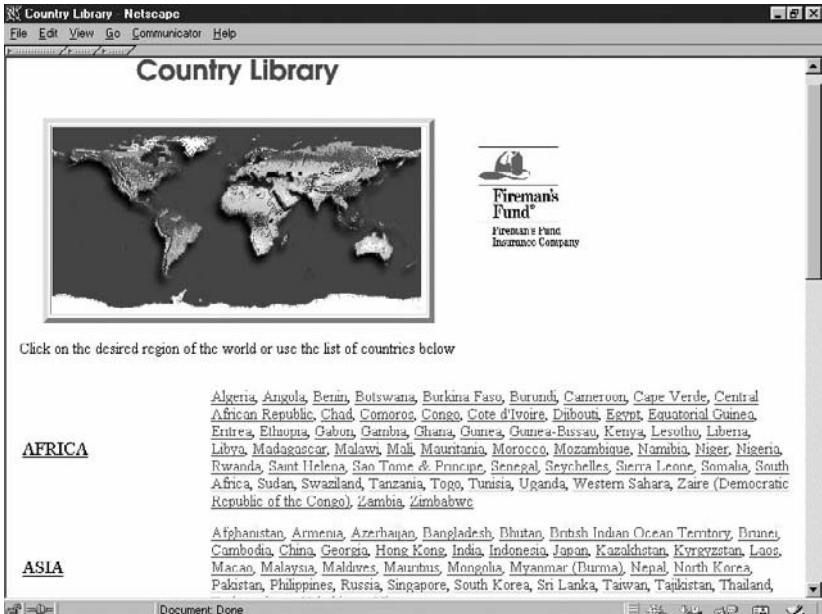 Country Library - Netscape
File Edit View Go Communicator Help
Country Library
Fireman's
Fund®
Fireman's Fund
Insurance Company
Click on the desired region of the world or use the list of countries below
AFRICA
Algeria, Angola, Benin, Botswana, Burkina Faso, Burundi, Cameroon, Cape Verde, Central
African Republic, Chad, Comoros, Congo, Cote d'Ivoire, Djibouti, Egypt, Equatorial Guinea,
Eritrea, Ethiopia, Gabon, Gambia, Ghana, Guinea, Guinea-Bissau, Kenya, Lesotho, Liberia,
Libya, Madagascar, Malawi, Mali, Mauritania, Morocco, Mozambique, Namibia, Niger, Nigeria,
Rwanda, Saint Helena, Sao Tome & Principe, Senegal, Seychelles, Sierra Leone, Somalia, South
Africa, Sudan, Swaziland, Tanzania, Togo, Tunisia, Uganda, Western Sahara, Zaire (Democratic
Republic of the Congo), Zambia, Zimbabwe
ASIA
Afghanistan, Armenia, Azerbaijan, Bangladesh, Bhutan, British Indian Ocean Territory, Brunei,
Cambodia, China, Georgia, Hong Kong, India, Indonesia, Japan, Kazakhstan, Kyrgyzstan, Laos,
Macao, Malaysia, Maldives, Mauritius, Mongolia, Myanmar (Burma), Nepal, North Korea,
Pakistan, Philippines, Russia, Singapore, South Korea, Sri Lanka, Taiwan, Tajikistan, Thailand,
Document Done